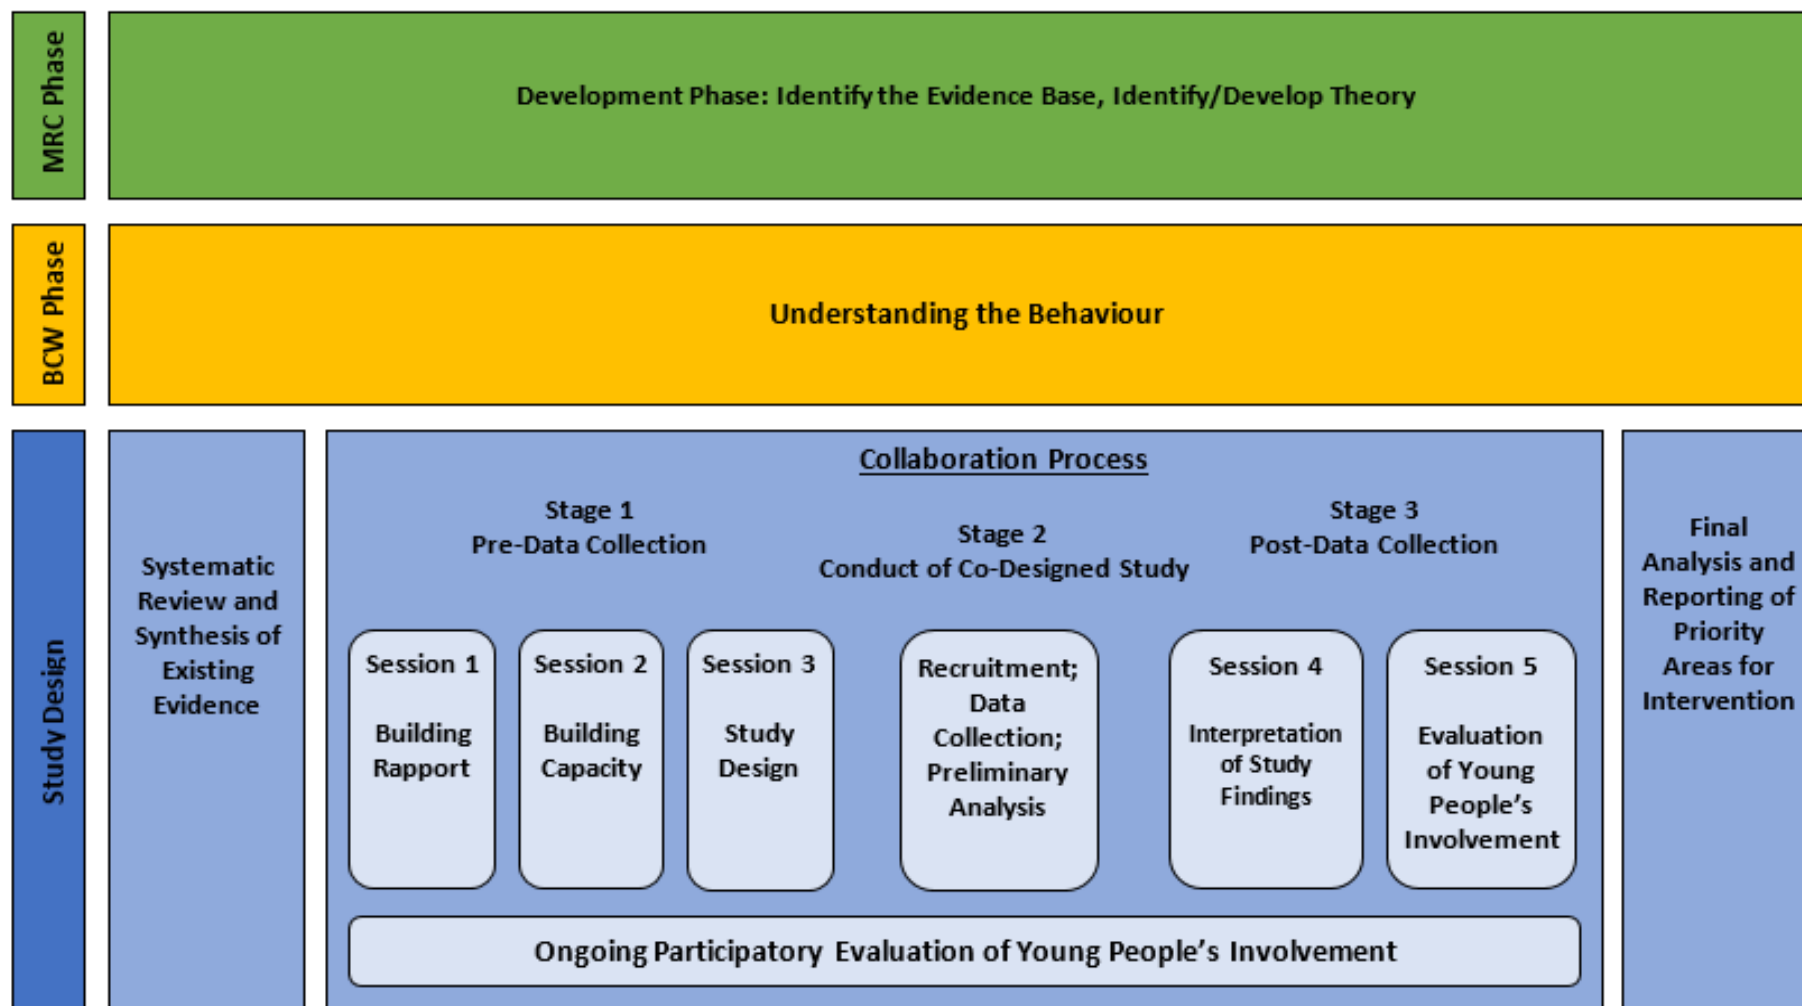 MRC Phase
Development Phase: Identify the Evidence Base, Identify/Develop Theory
BCW Phase
Understanding the Behaviour
Study Design
Systematic
Review and
Synthesis of
Existing
Evidence
Collaboration Process
Stage 1
Pre-Data Collection
Session 1
Building
Rapport
Session 2
Building
Capacity
Session 3
Study
Design
Stage 2
Conduct of Co-Designed Study
Recruitment;
Data
Collection;
Preliminary
Analysis
Stage 3
Post-Data Collection
Session 4
Interpretation
of Study
Findings
Session 5
Evaluation
of Young
People’s
Involvement
Ongoing Participatory Evaluation of Young People’s Involvement
Final
Analysis and
Reporting of
Priority
Areas for
Intervention